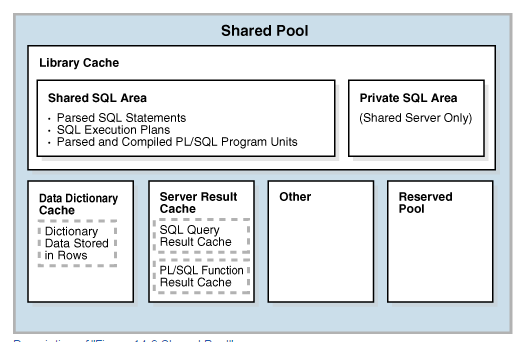 Shared Pool
Library Cache
Shared SQL Area
• Parsed SQL Statements
• SQL Execution Plans
• Parsed and Compiled PL/SQL Program Units
Private SQL Area
(Shared Server Only)
Data Dictionary
Cache
Dictionary
Data Stored
in Rows
Server Result
Cache
SQL Query
Result Cache
PL/SQL Function
Result Cache
Other
Reserved
Pool